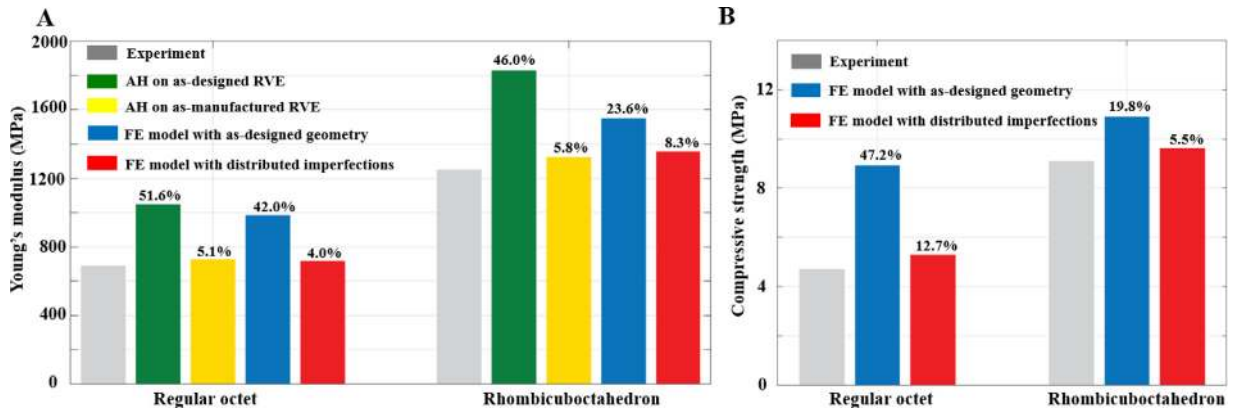 A
Young's modulus (MPa)
2000
1600
1200
800
400
0
Experiment
AH on as-designed RVE
AH on as-manufactured RVE
FE model with as-designed geometry
FE model with distributed imperfections
51.6%
5.1%
42.0%
4.0%
46.0%
5.8%
23.6%
8.3%
Regular octet
Rhombicuboctahedron
B
Compressive strength (MPa)
12
9
4
0
Experiment
FE model with as-designed geometry
FE model with distributed imperfections
47.2%
12.7%
19.8%
5.5%
Regular octet
Rhombicuboctahedron